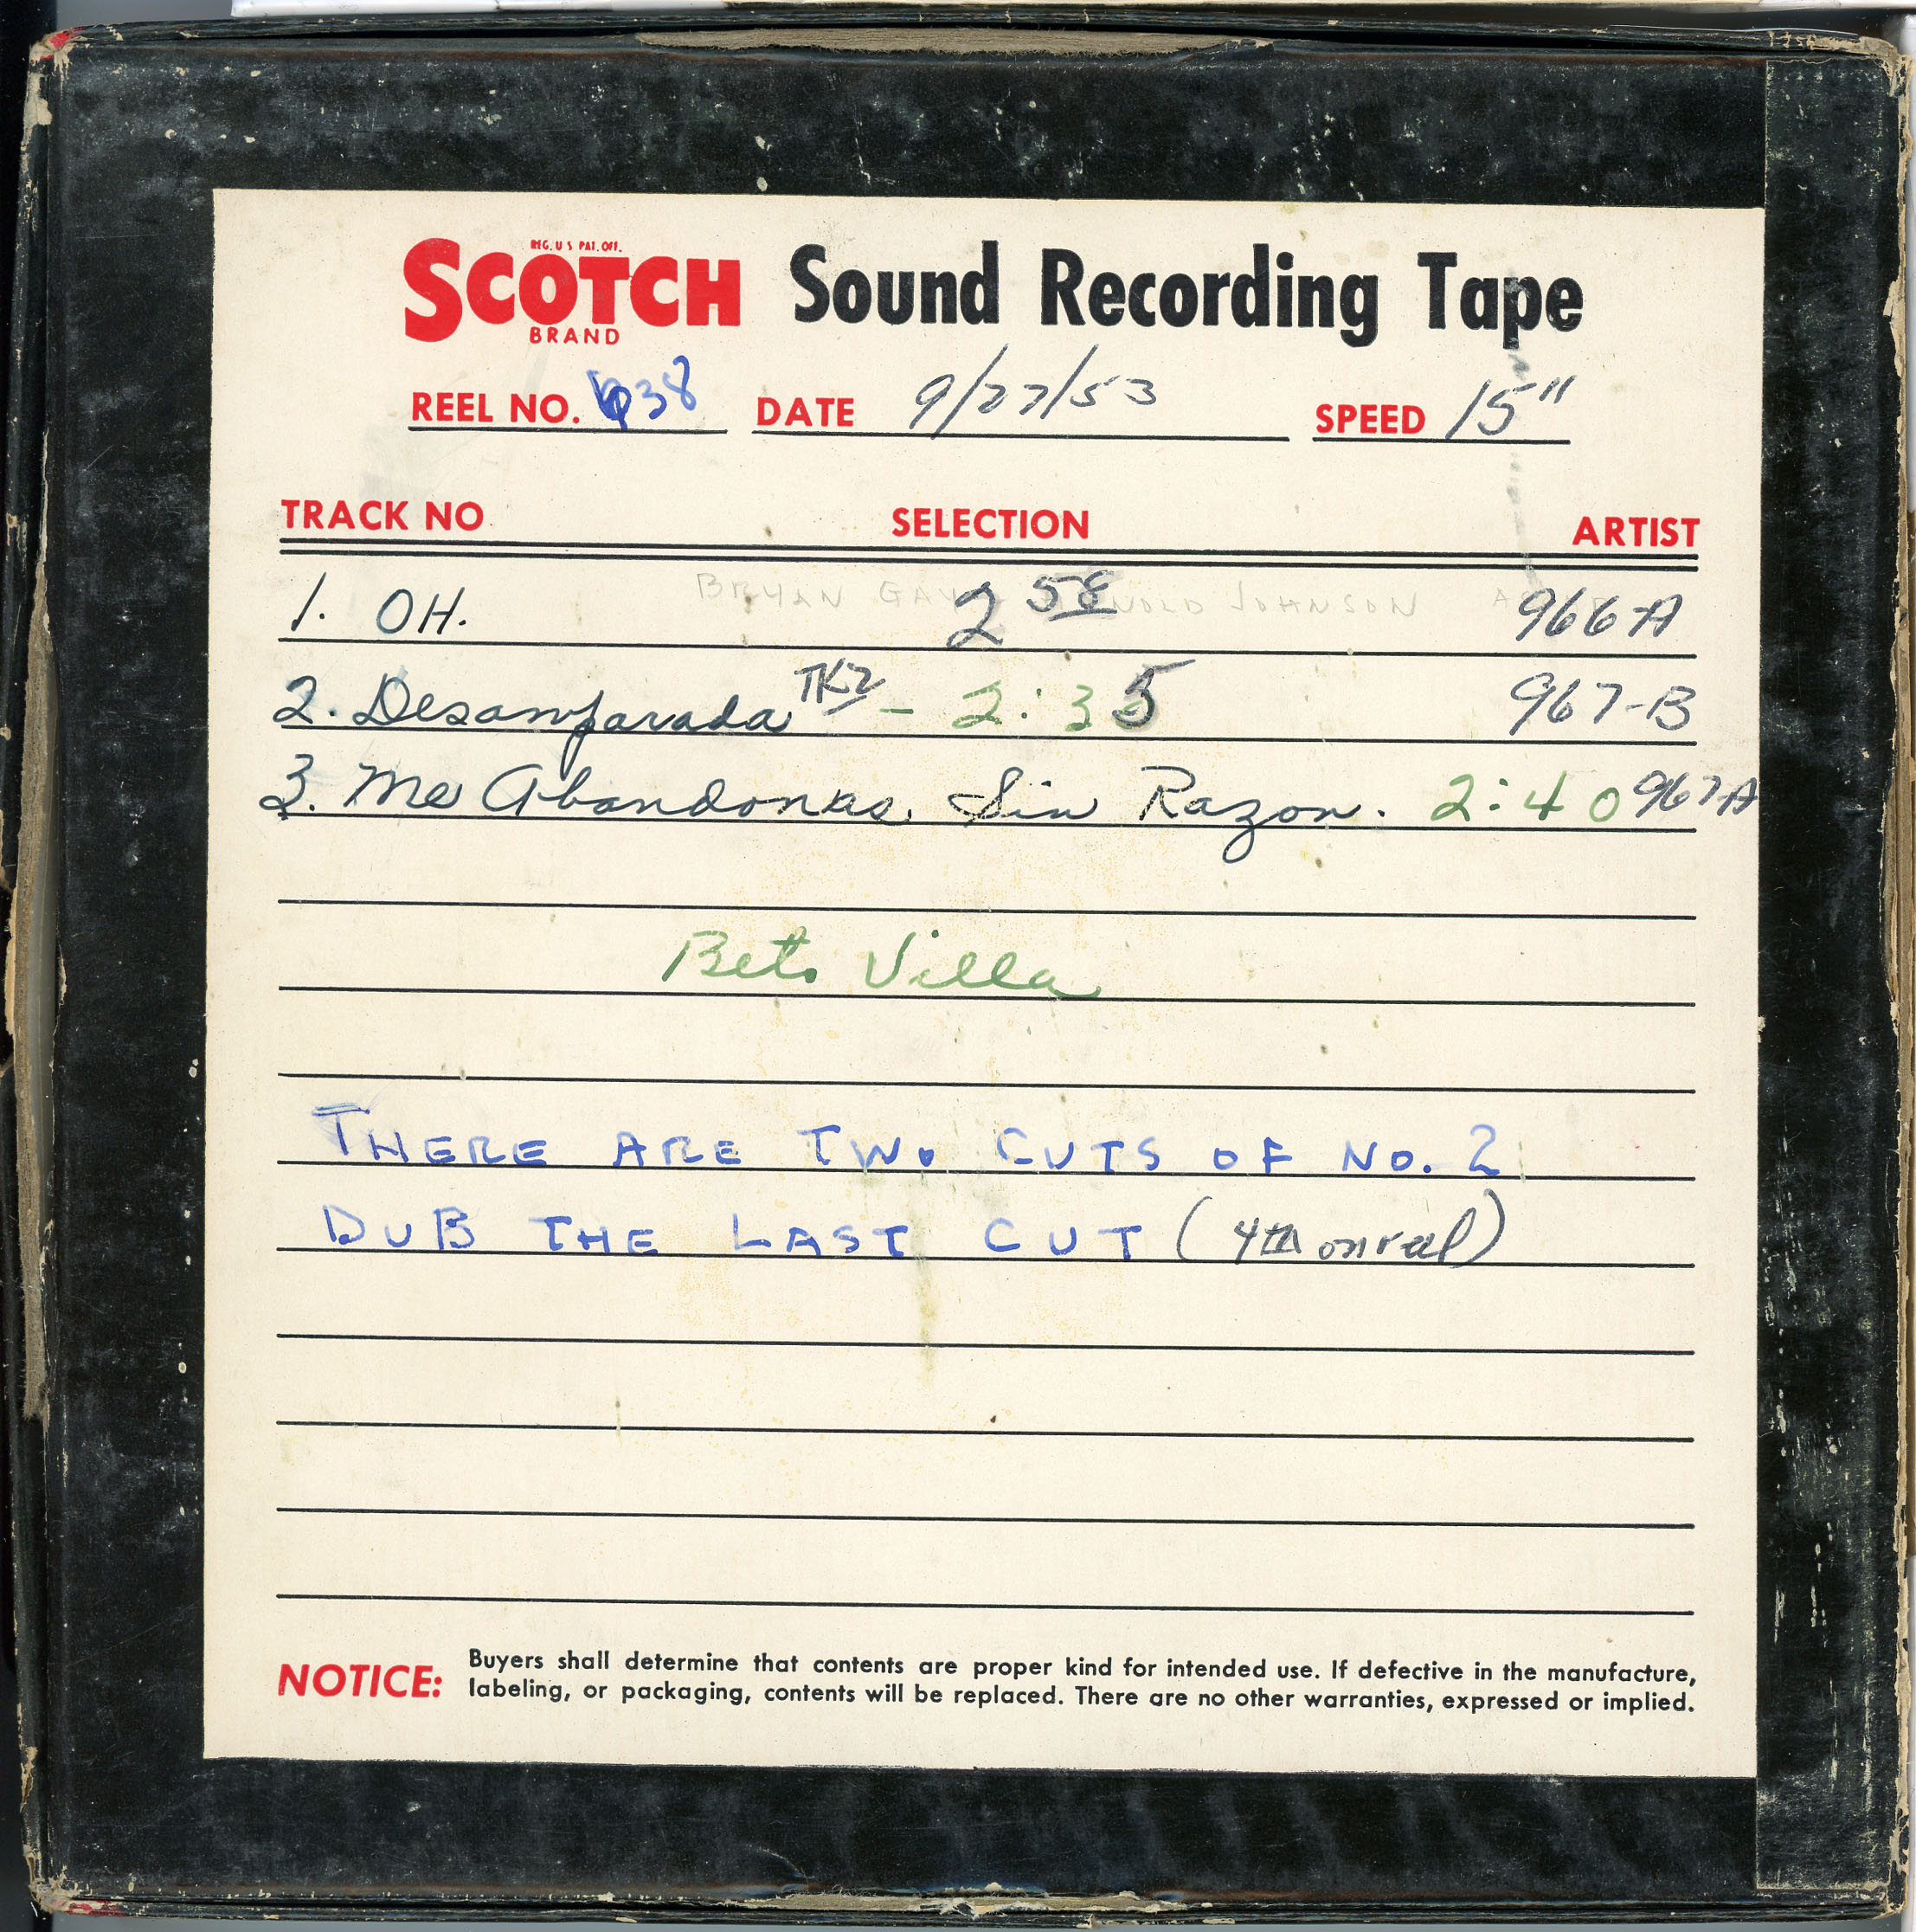 REG. U S PAT. OFF.
SCOTCH Sound Recording Tape
BRAND
REEL NO. 638 DATE 9/27/53 SPEED 15"
TRACK NO SELECTION ARTIST
BRYAN JOHNSON
1. OH. 2 58 966-A
2. Desamparada TK2 - 2:35 967-B
3. Me Abandonas Sin Razon. 2:40 967-A
Beto Villa
THERE ARE TWO CUTS OF NO. 2
DUB THE LAST CUT (4th on reel)
NOTICE: Buyers shall determine that contents are proper kind for intended use. If defective in the manufacture,
labeling, or packaging, contents will be replaced. There are no other warranties, expressed or implied.